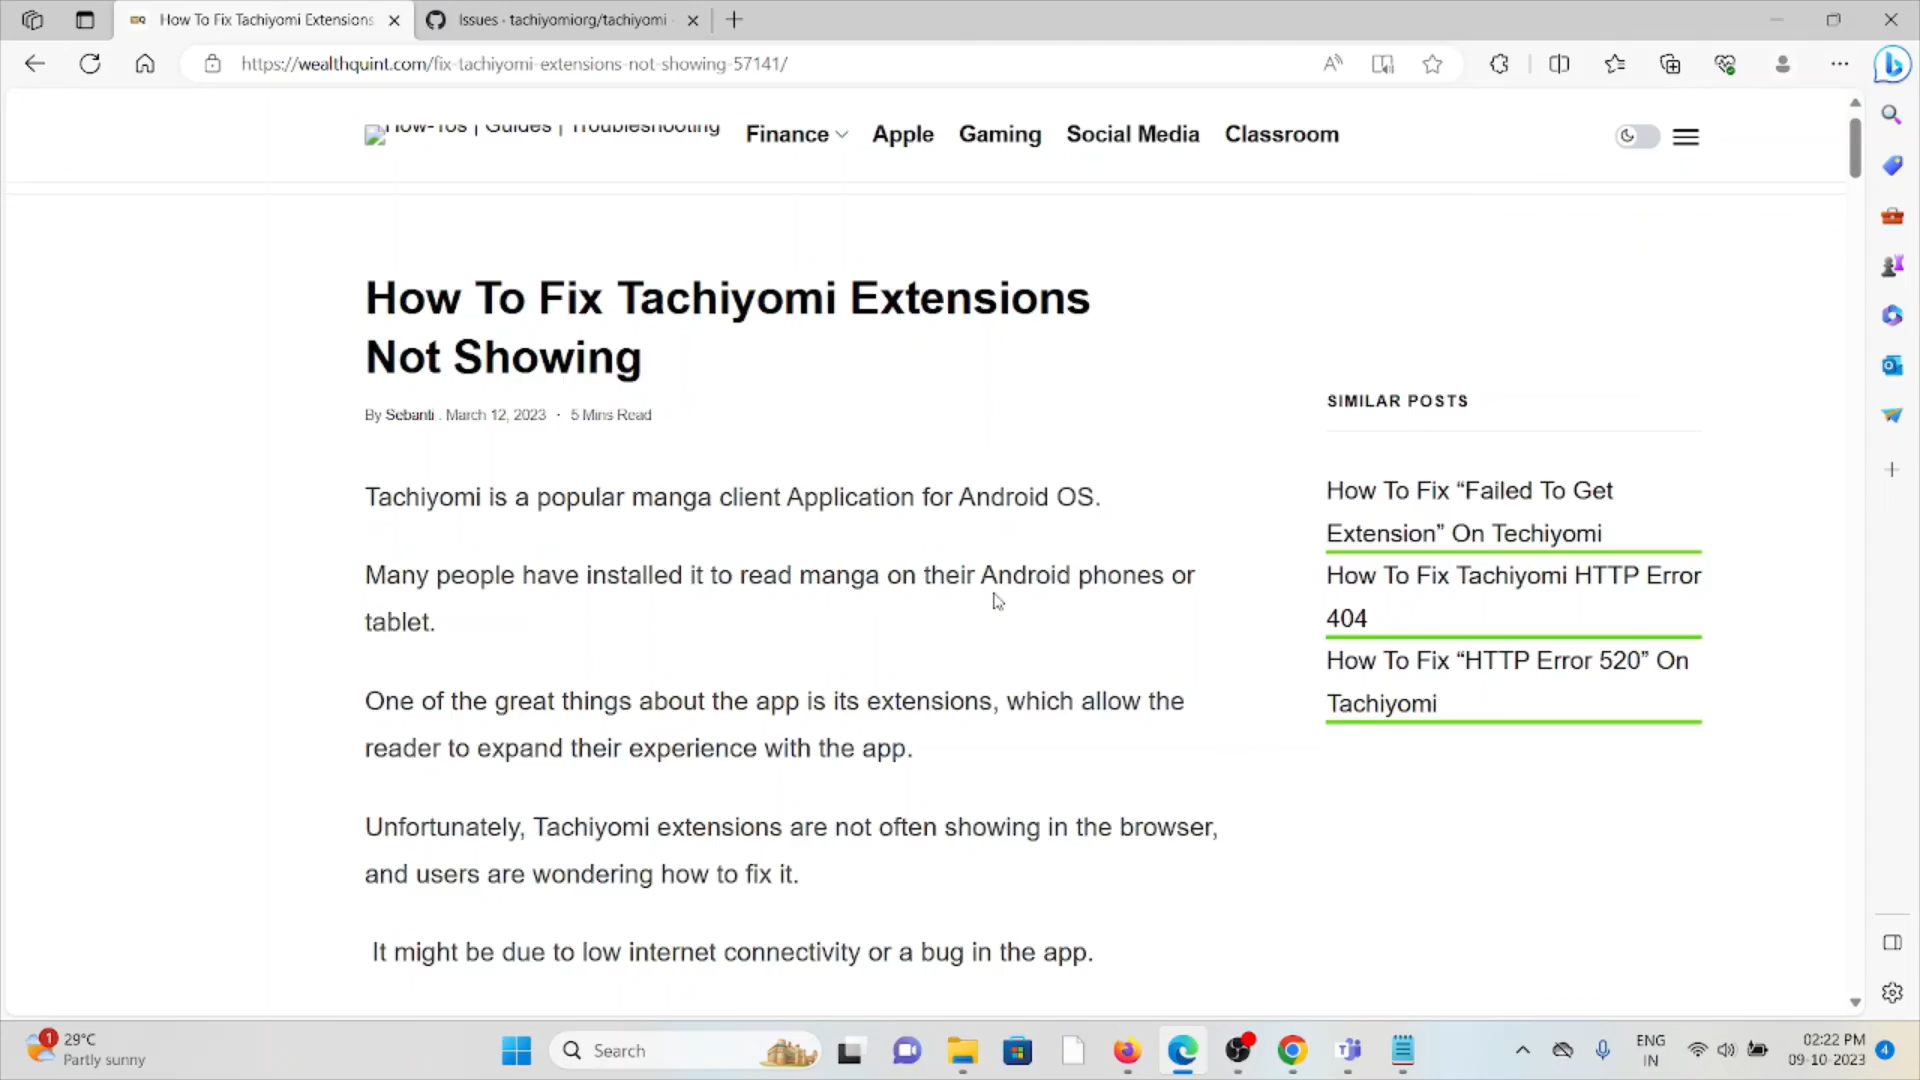 How To Fix Tachiyomi Extensions
Issues · tachiyomiorg/tachiyomi
https://wealthquint.com/fix-tachiyomi-extensions-not-showing-57141/
How-Tos | Guides | Troubleshooting
Finance
Apple
Gaming
Social Media
Classroom
How To Fix Tachiyomi Extensions
Not Showing
By Sebanti . March 12, 2023 · 5 Mins Read
Tachiyomi is a popular manga client Application for Android OS.
Many people have installed it to read manga on their Android phones or
tablet.
One of the great things about the app is its extensions, which allow the
reader to expand their experience with the app.
Unfortunately, Tachiyomi extensions are not often showing in the browser,
and users are wondering how to fix it.
It might be due to low internet connectivity or a bug in the app.
SIMILAR POSTS
How To Fix “Failed To Get
Extension” On Techiyomi
How To Fix Tachiyomi HTTP Error
404
How To Fix “HTTP Error 520” On
Tachiyomi
1
29°C
Partly sunny
Search
ENG
IN
02:22 PM
09-10-2023
4